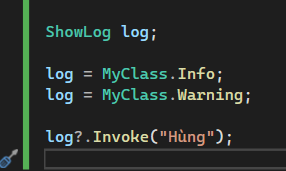 ShowLog log;
log = MyClass.Info;
log = MyClass.Warning;
log?.Invoke("Hùng");